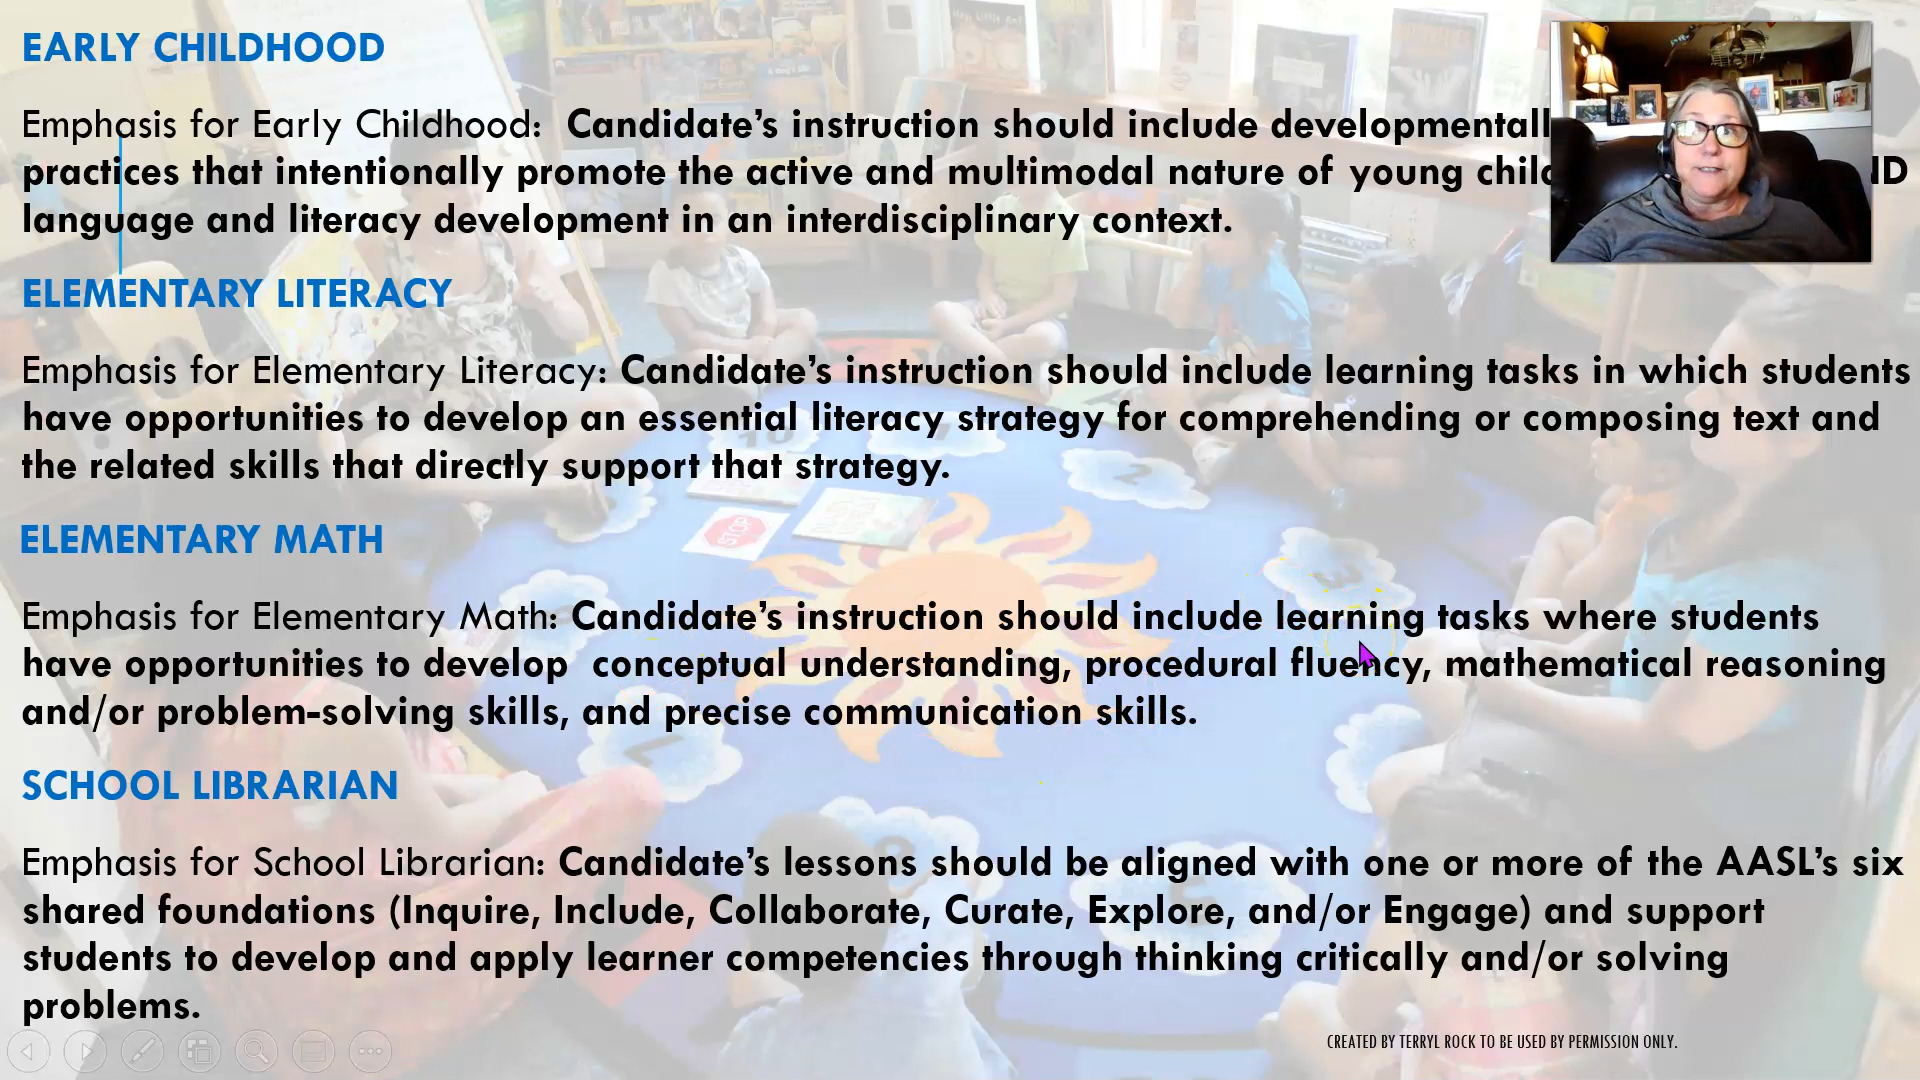 EARLY CHILDHOOD
Emphasis for Early Childhood: Candidate’s instruction should include
practices that intentionally promote the active and multimodal nature of young
language and literacy development in an interdisciplinary context.
ELEMENTARY LITERACY
Emphasis for Elementary Literacy: Candidate’s instruction should include learning tasks in which students
have opportunities to develop an essential literacy strategy for comprehending or composing text and
the related skills that directly support that strategy.
ELEMENTARY MATH
Emphasis for Elementary Math: Candidate’s instruction should include learning tasks where students
have opportunities to develop conceptual understanding, procedural fluency, mathematical reasoning
and/or problem-solving skills, and precise communication skills.
SCHOOL LIBRARIAN
Emphasis for School Librarian: Candidate’s lessons should be aligned with one or more of the AASL’s six
shared foundations (Inquire, Include, Collaborate, Curate, Explore, and/or Engage) and support
students to develop and apply learner competencies through thinking critically and/or solving
problems.
CREATED BY TERRYL ROCK TO BE USED BY PERMISSION ONLY.
10
2
3
STOP
8